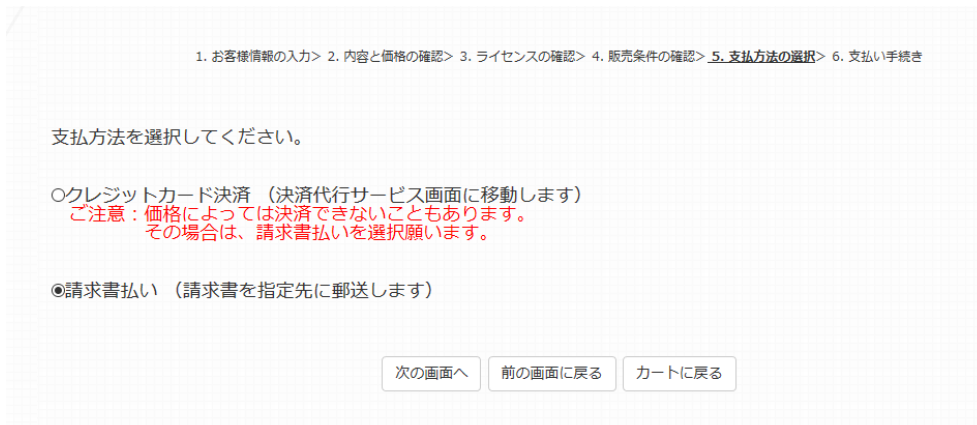 1. お客様情報の入力> 2. 内容と価格の確認> 3. ライセンスの確認> 4. 販売条件の確認> 5. 支払方法の選択> 6. 支払い手続き
支払方法を選択してください。
クレジットカード決済 （決済代行サービス画面に移動します）
ご注意：価格によっては決済できないこともあります。
その場合は、請求書払いを選択願います。
請求書払い （請求書を指定先に郵送します）
次の画面へ 前の画面に戻る カートに戻る